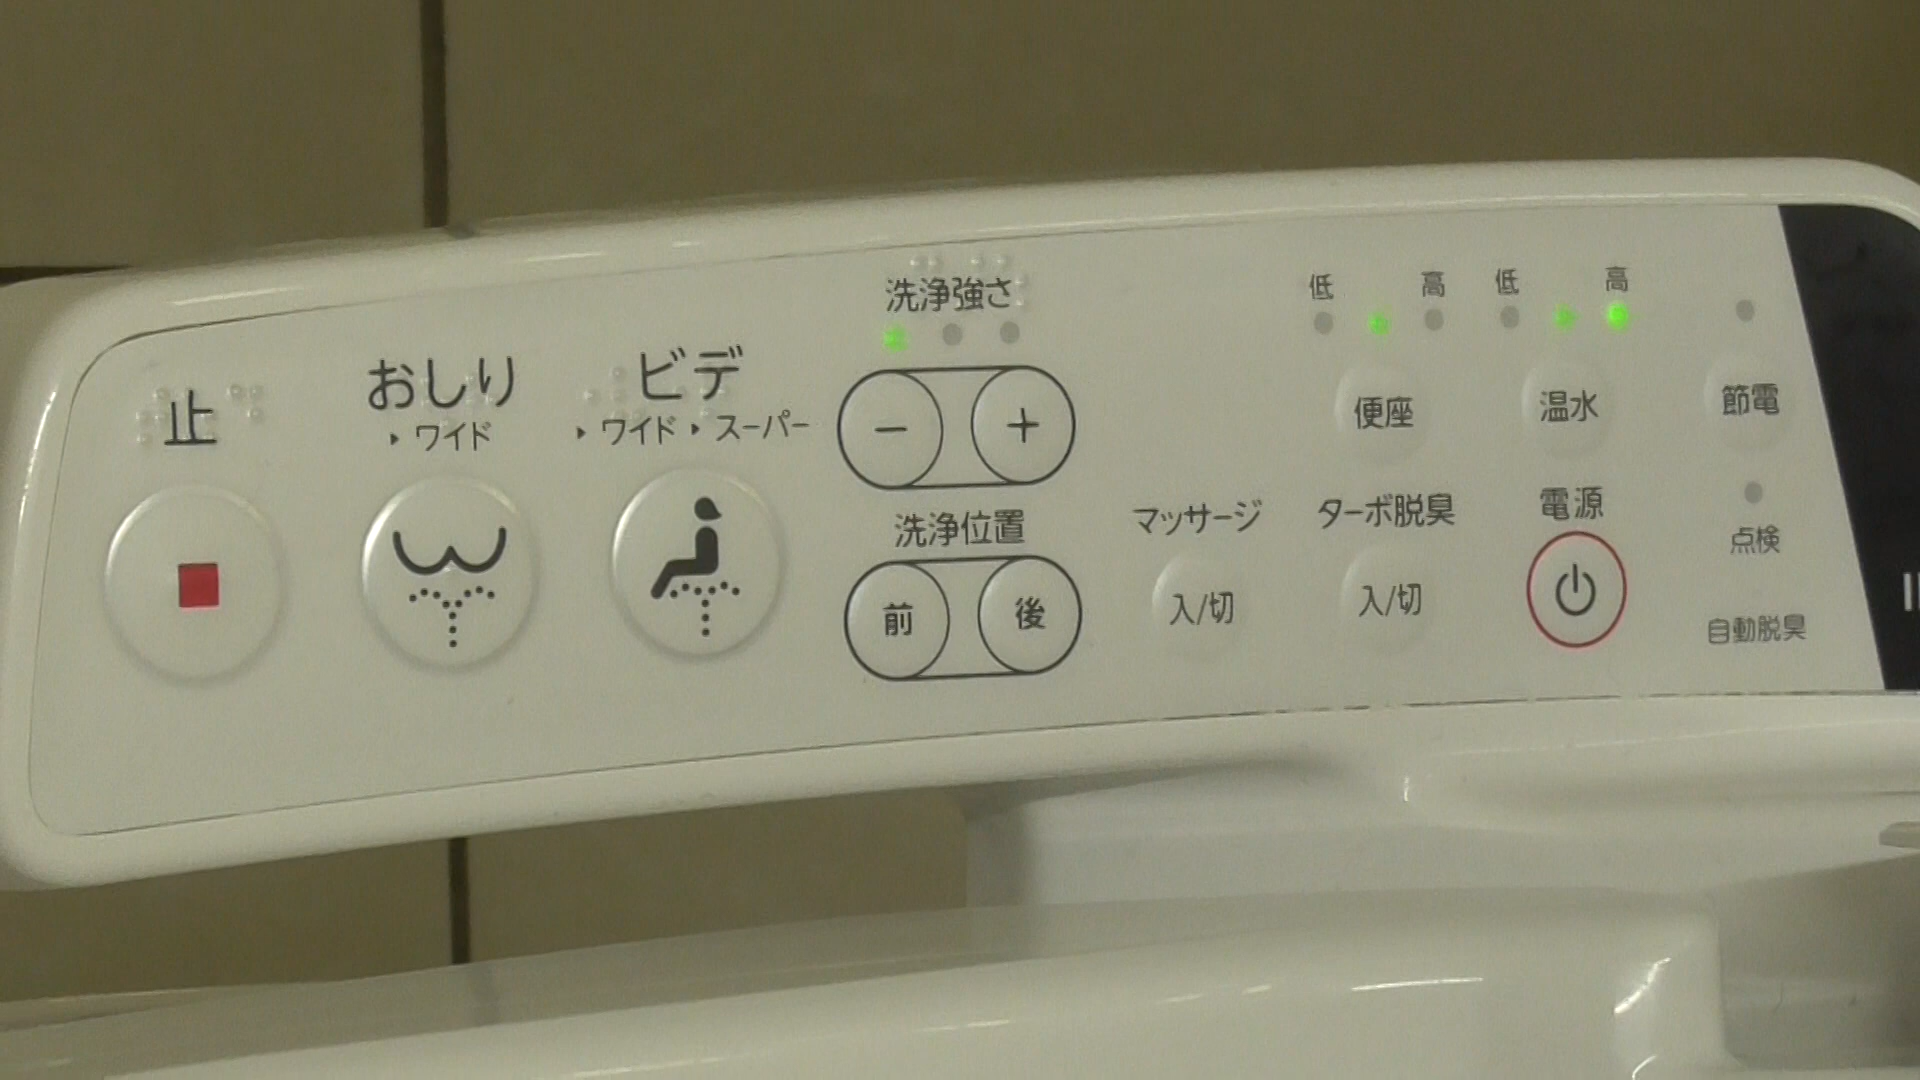 止
おしり
▸ワイド
ビデ
▸ワイド▸スーパー
洗浄強さ
− +
洗浄位置
前 後
マッサージ
入/切
ターボ脱臭
入/切
低 高
便座
低 高
温水
電源
節電
点検
自動脱臭